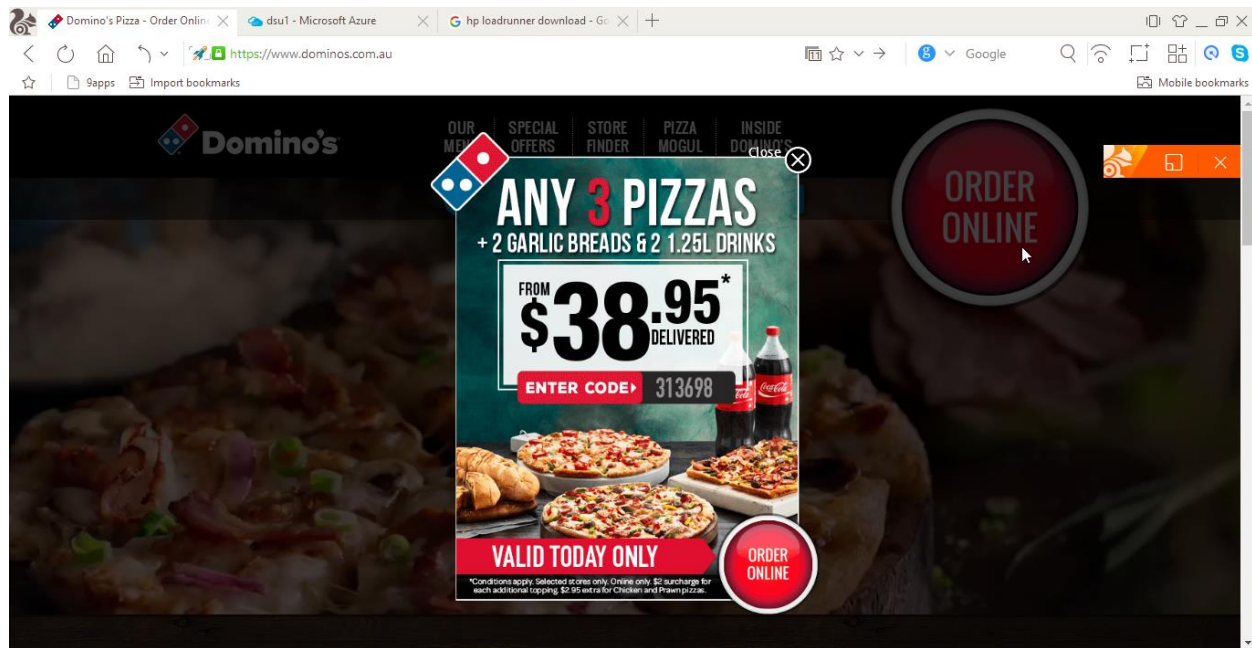 Domino's Pizza - Order Onlin
dsu1 - Microsoft Azure
hp loadrunner download - Go
https://www.dominos.com.au
11
Google
9apps
Import bookmarks
Mobile bookmarks
Domino's
OUR
SPECIAL
OFFERS
STORE
FINDER
PIZZA
MOGUL
INSIDE
DOMINO'S
Close
ORDER
ONLINE
ANY 3 PIZZAS
+ 2 GARLIC BREADS & 2 1.25L DRINKS
FROM
$38.95*
DELIVERED
ENTER CODE 313698
Coca-Cola
VALID TODAY ONLY
ORDER
ONLINE
*Conditions apply. Selected stores only. Online only. $2 surcharge for
each additional topping. $2.95 extra for Chicken and Prawn pizzas.